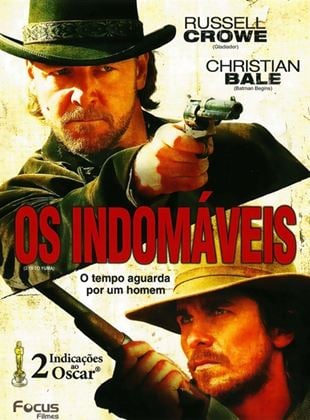 RUSSELL
CROWE
(Gladiador)
CHRISTIAN
BALE
(Batman Begins)
OS INDOMÁVEIS
(3:10 TO YUMA)
O tempo aguarda
por um homem
2 Indicações
ao
Oscar®
Focus
Filmes